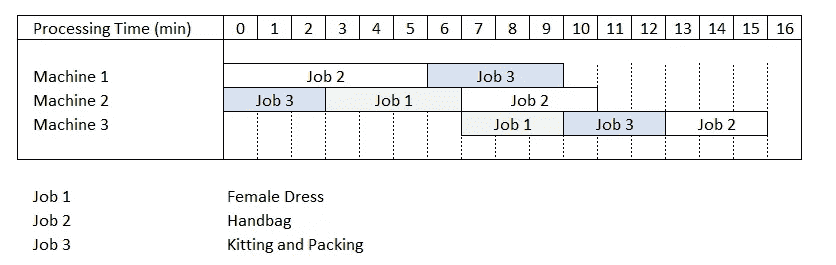 Processing Time (min) 0 1 2 3 4 5 6 7 8 9 10 11 12 13 14 15 16
Machine 1 Job 2 Job 3
Machine 2 Job 3 Job 1 Job 2
Machine 3 Job 1 Job 3 Job 2
Job 1 Female Dress
Job 2 Handbag
Job 3 Kitting and Packing